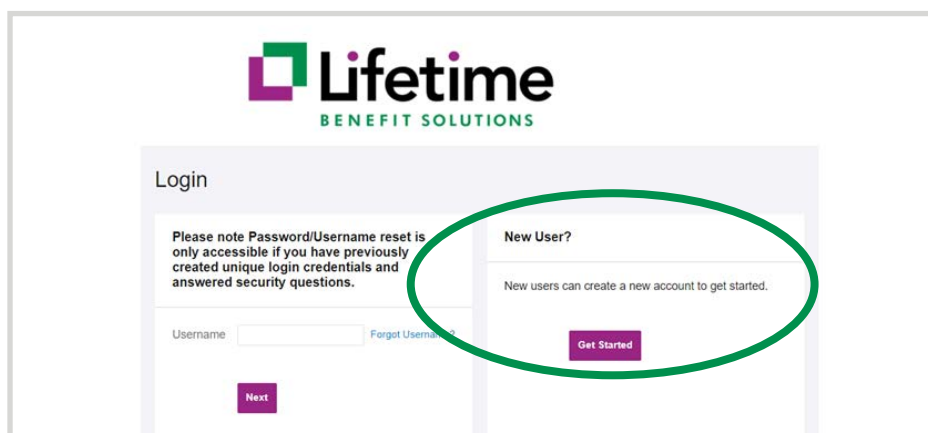 Lifetime
BENEFIT SOLUTIONS
Login
Please note Password/Username reset is
only accessible if you have previously
created unique login credentials and
answered security questions.
Username
Forgot Username?
Next
New User?
New users can create a new account to get started.
Get Started